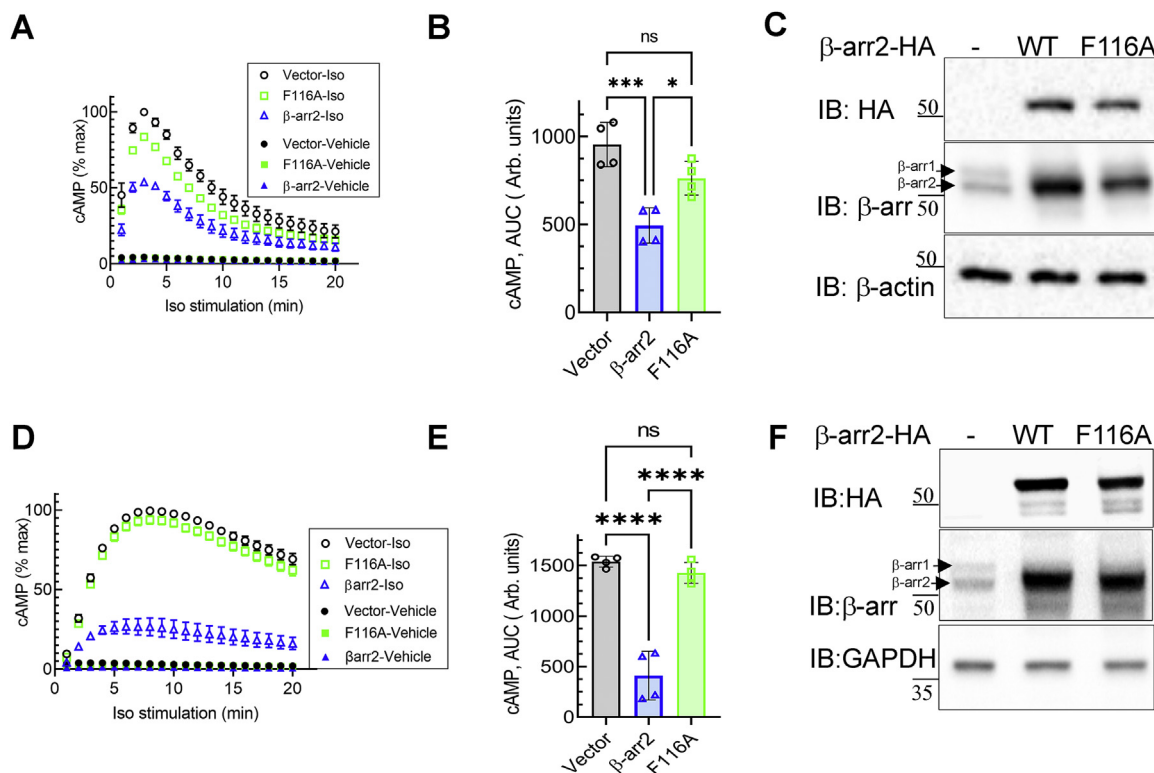 A
Vector-Iso
F116A-Iso
β-arr2-Iso
Vector-Vehicle
F116A-Vehicle
β-arr2-Vehicle
cAMP (% max)
100
50
0
0 5 10 15 20
Iso stimulation (min)
B
ns
*** *
cAMP, AUC ( Arb. units)
1000
500
0
Vector
β-arr2
F116A
C
β-arr2-HA - WT F116A
IB: HA
50
β-arr1
β-arr2
IB: β-arr
50
50
IB: β-actin
D
cAMP (% max)
100
50
0
0 5 10 15 20
Iso stimulation (min)
Vector-Iso
F116A-Iso
βarr2-Iso
Vector-Vehicle
F116A-Vehicle
βarr2-Vehicle
E
ns
****
****
cAMP, AUC ( Arb. units)
1500
1000
500
0
Vector
β-arr2
F116A
F
β-arr2-HA - WT F116A
IB:HA
50
β-arr1
β-arr2
IB:β-arr
50
IB:GAPDH
35